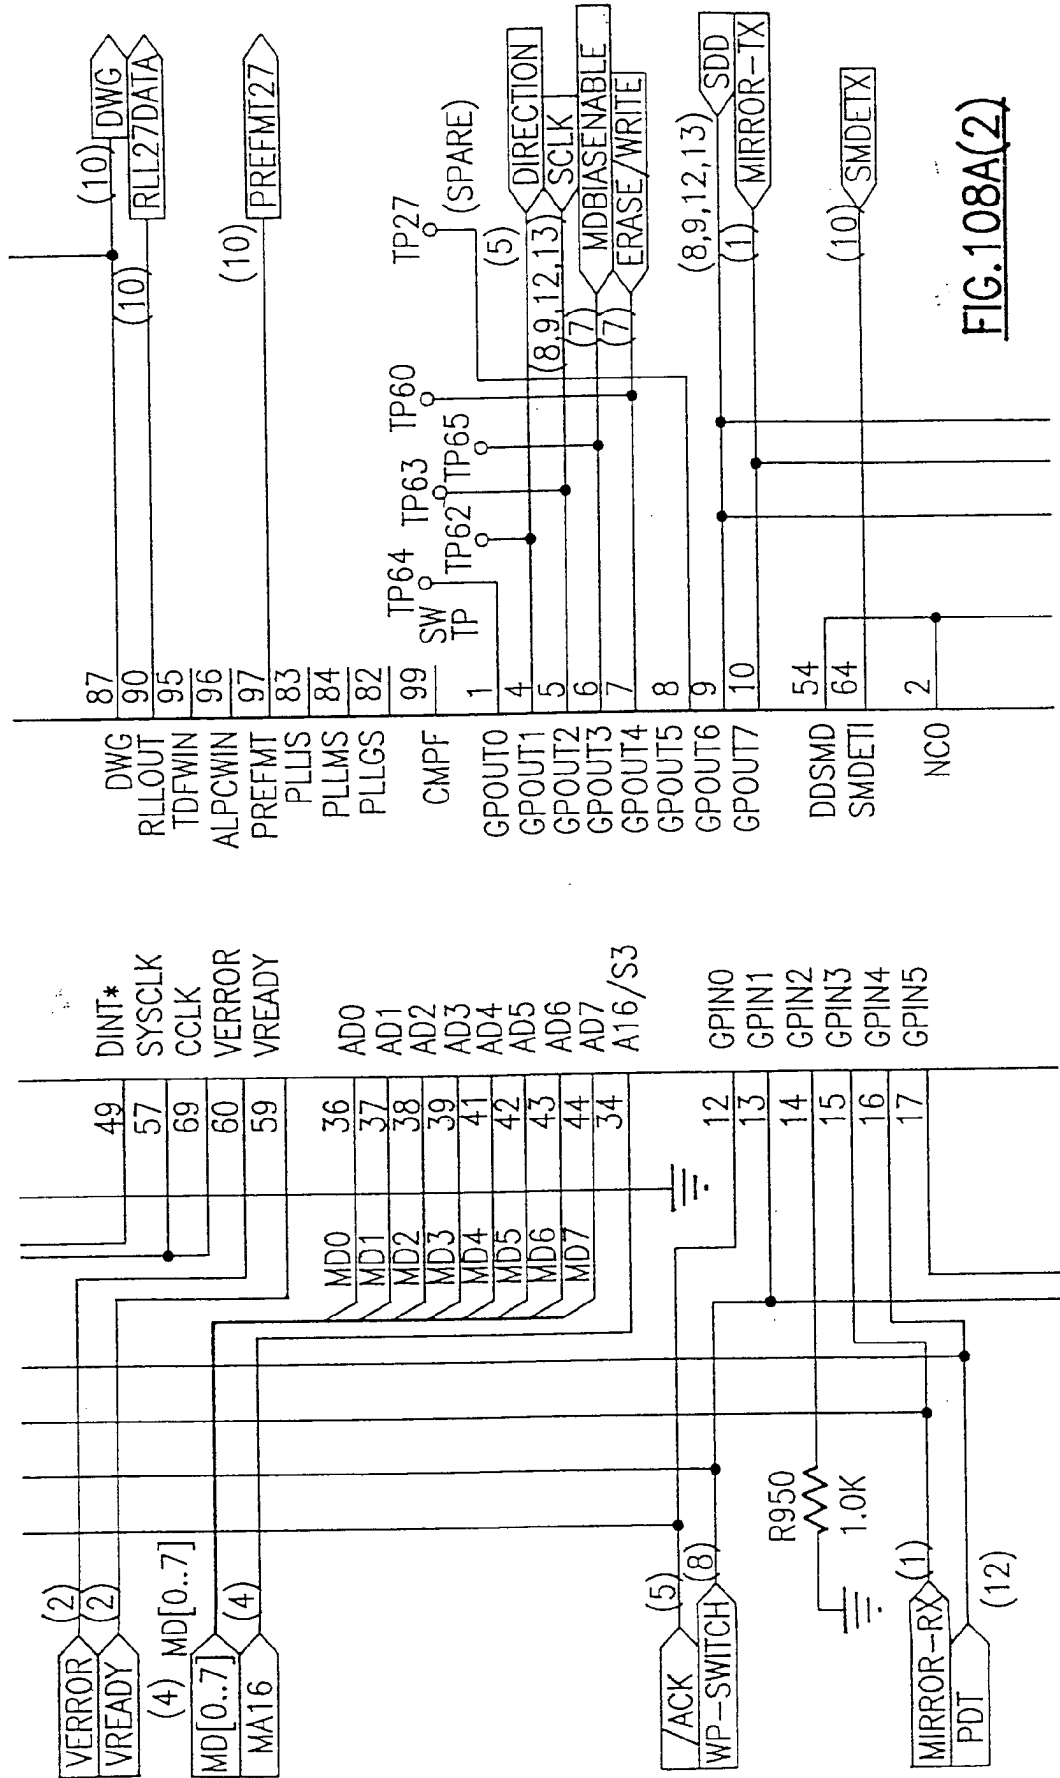 VERROR (2)
VREADY (2)
(4) MD[0..7]
MD[0..7]
MA16 (4)
/ACK (5)
WP-SWITCH (8)
R950
1.0K
MIRROR-RX (1)
PDT (12)
MD0
MD1
MD2
MD3
MD4
MD5
MD6
MD7
49 DINT*
57 SYSCLK
69 CCLK
60 VERROR
59 VREADY
36 AD0
37 AD1
38 AD2
39 AD3
41 AD4
42 AD5
43 AD6
44 AD7
34 A16/S3
12 GPIN0
13 GPIN1
14 GPIN2
15 GPIN3
16 GPIN4
17 GPIN5
DWG 87
RLLOUT 90
TDFWIN 95
ALPCWIN 96
PREFMT 97
PLLIS 83
PLLMS 84
PLLGS 82
CMPF 99
GPOUT0 1
GPOUT1 4
GPOUT2 5
GPOUT3 6
GPOUT4 7
GPOUT5 8
GPOUT6 9
GPOUT7 10
DDSMD 54
SMDETI 64
NCO 2
SW
TP
TP64
TP62
TP63
TP65
TP60
TP27
(SPARE)
(10) DWG
(10) RLL27DATA
(10) PREFMT27
(5) DIRECTION
(8,9,12,13) SCLK
(7) MDBIASENABLE
(7) ERASE/WRITE
(8,9,12,13) SDD
(1) MIRROR-TX
(10) SMDETX
FIG.108A(2)